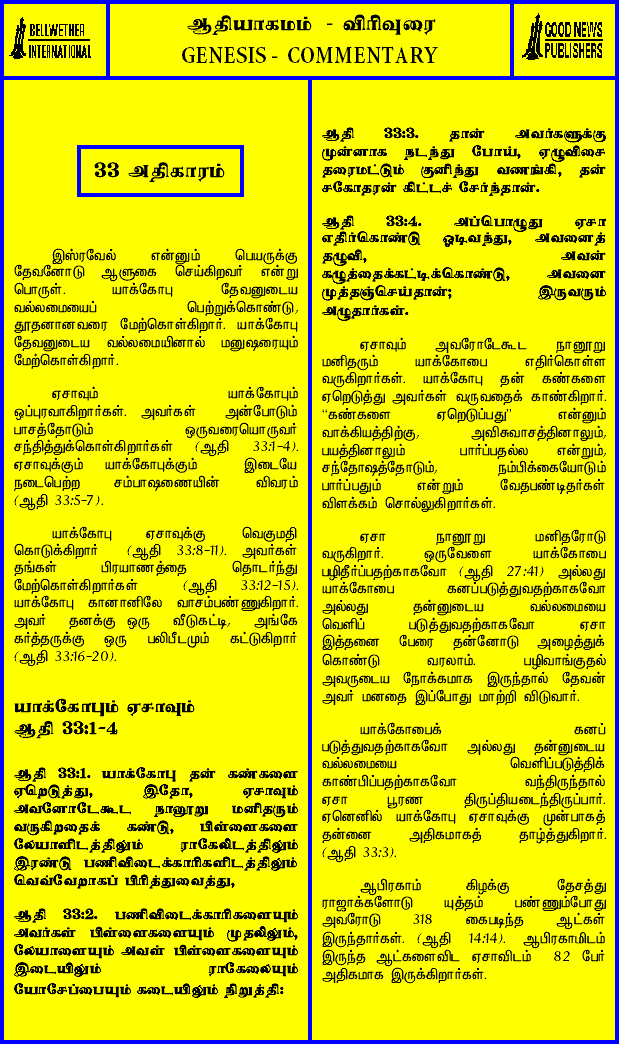 BELLWETHER
INTERNATIONAL
ஆதியாகமம் - விரிவுரை
GENESIS - COMMENTARY
GOOD NEWS
PUBLISHERS
33 அதிகாரம்
இஸ்ரவேல் என்னும் பெயருக்கு
தேவனோடு ஆளுகை செய்கிறவர் என்று
பொருள். யாக்கோபு தேவனுடைய
வல்லமையைப் பெற்றுக்கொண்டு,
தூதனானவரை மேற்கொள்கிறார். யாக்கோபு
தேவனுடைய வல்லமையினால் மனுஷரையும்
மேற்கொள்கிறார்.
ஏசாவும் யாக்கோபும்
ஒப்புரவாகிறார்கள். அவர்கள் அன்போடும்
பாசத்தோடும் ஒருவரையொருவர்
சந்தித்துக்கொள்கிறார்கள் (ஆதி 33:1-4).
ஏசாவுக்கும் யாக்கோபுக்கும் இடையே
நடைபெற்ற சம்பாஷணையின் விவரம்
(ஆதி 33:5-7).
யாக்கோபு ஏசாவுக்கு வெகுமதி
கொடுக்கிறார் (ஆதி 33:8-11). அவர்கள்
தங்கள் பிரயாணத்தை தொடர்ந்து
மேற்கொள்கிறார்கள் (ஆதி 33:12-15).
யாக்கோபு கானானிலே வாசம்பண்ணுகிறார்.
அவர் தனக்கு ஒரு வீடுகட்டி, அங்கே
கர்த்தருக்கு ஒரு பலிபீடமும் கட்டுகிறார்
(ஆதி 33:16-20).
யாக்கோபும் ஏசாவும்
ஆதி 33:1-4
ஆதி 33:1. யாக்கோபு தன் கண்களை
ஏறெடுத்து, இதோ, ஏசாவும்
அவனோடேகூட நானூறு மனிதரும்
வருகிறதைக் கண்டு, பிள்ளைகளை
லேயாளிடத்திலும் ராகேலிடத்திலும்
இரண்டு பணிவிடைக்காரிகளிடத்திலும்
வெவ்வேறாகப் பிரித்துவைத்து,
ஆதி 33:2. பணிவிடைக்காரிகளையும்
அவர்கள் பிள்ளைகளையும் முதலிலும்,
லேயாளையும் அவள் பிள்ளைகளையும்
இடையிலும் ராகேலையும்
யோசேப்பையும் கடையிலும் நிறுத்தி:
ஆதி 33:3. தான் அவர்களுக்கு
முன்னாக நடந்து போய், ஏழுவிசை
தரைமட்டும் குனிந்து வணங்கி, தன்
சகோதரன் கிட்டச் சேர்ந்தான்.
ஆதி 33:4. அப்பொழுது ஏசா
எதிர்கொண்டு ஓடிவந்து, அவனைத்
தழுவி, அவன்
கழுத்தைக்கட்டிக்கொண்டு, அவனை
முத்தஞ்செய்தான்; இருவரும்
அழுதார்கள்.
ஏசாவும் அவரோடேகூட நானூறு
மனிதரும் யாக்கோபை எதிர்கொள்ள
வருகிறார்கள். யாக்கோபு தன் கண்களை
ஏறெடுத்து அவர்கள் வருவதைக் காண்கிறார்.
“கண்களை ஏறெடுப்பது” என்னும்
வாக்கியத்திற்கு, அவிசுவாசத்தினாலும்,
பயத்தினாலும் பார்ப்பதல்ல என்றும்,
சந்தோஷத்தோடும், நம்பிக்கையோடும்
பார்ப்பதும் என்றும் வேதபண்டிதர்கள்
விளக்கம் சொல்லுகிறார்கள்.
ஏசா நானூறு மனிதரோடு
வருகிறார். ஒருவேளை யாக்கோபை
பழிதீர்ப்பதற்காகவோ (ஆதி 27:41) அல்லது
யாக்கோபை கனப்படுத்துவதற்காகவோ
அல்லது தன்னுடைய வல்லமையை
வெளிப் படுத்துவதற்காகவோ ஏசா
இத்தனை பேரை தன்னோடு அழைத்துக்
கொண்டு வரலாம். பழிவாங்குதல்
அவருடைய நோக்கமாக இருந்தால் தேவன்
அவர் மனதை இப்போது மாற்றி விடுவார்.
யாக்கோபைக் கனப்
படுத்துவதற்காகவோ அல்லது தன்னுடைய
வல்லமையை வெளிப்படுத்திக்
காண்பிப்பதற்காகவோ வந்திருந்தால்
ஏசா பூரண திருப்தியடைந்திருப்பார்.
ஏனெனில் யாக்கோபு ஏசாவுக்கு முன்பாகத்
தன்னை அதிகமாகத் தாழ்த்துகிறார்.
(ஆதி 33:3).
ஆபிரகாம் கிழக்கு தேசத்து
ராஜாக்களோடு யுத்தம் பண்ணும்போது
அவரோடு 318 கைபடிந்த ஆட்கள்
இருந்தார்கள். (ஆதி 14:14). ஆபிரகாமிடம்
இருந்த ஆட்களைவிட ஏசாவிடம் 82 பேர்
அதிகமாக இருக்கிறார்கள்.